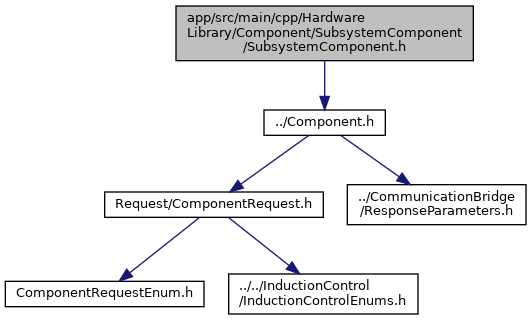 app/src/main/cpp/Hardware
Library/Component/SubsystemComponent
/SubsystemComponent.h
../Component.h
Request/ComponentRequest.h
../CommunicationBridge
/ResponseParameters.h
ComponentRequestEnum.h
../../InductionControl
/InductionControlEnums.h